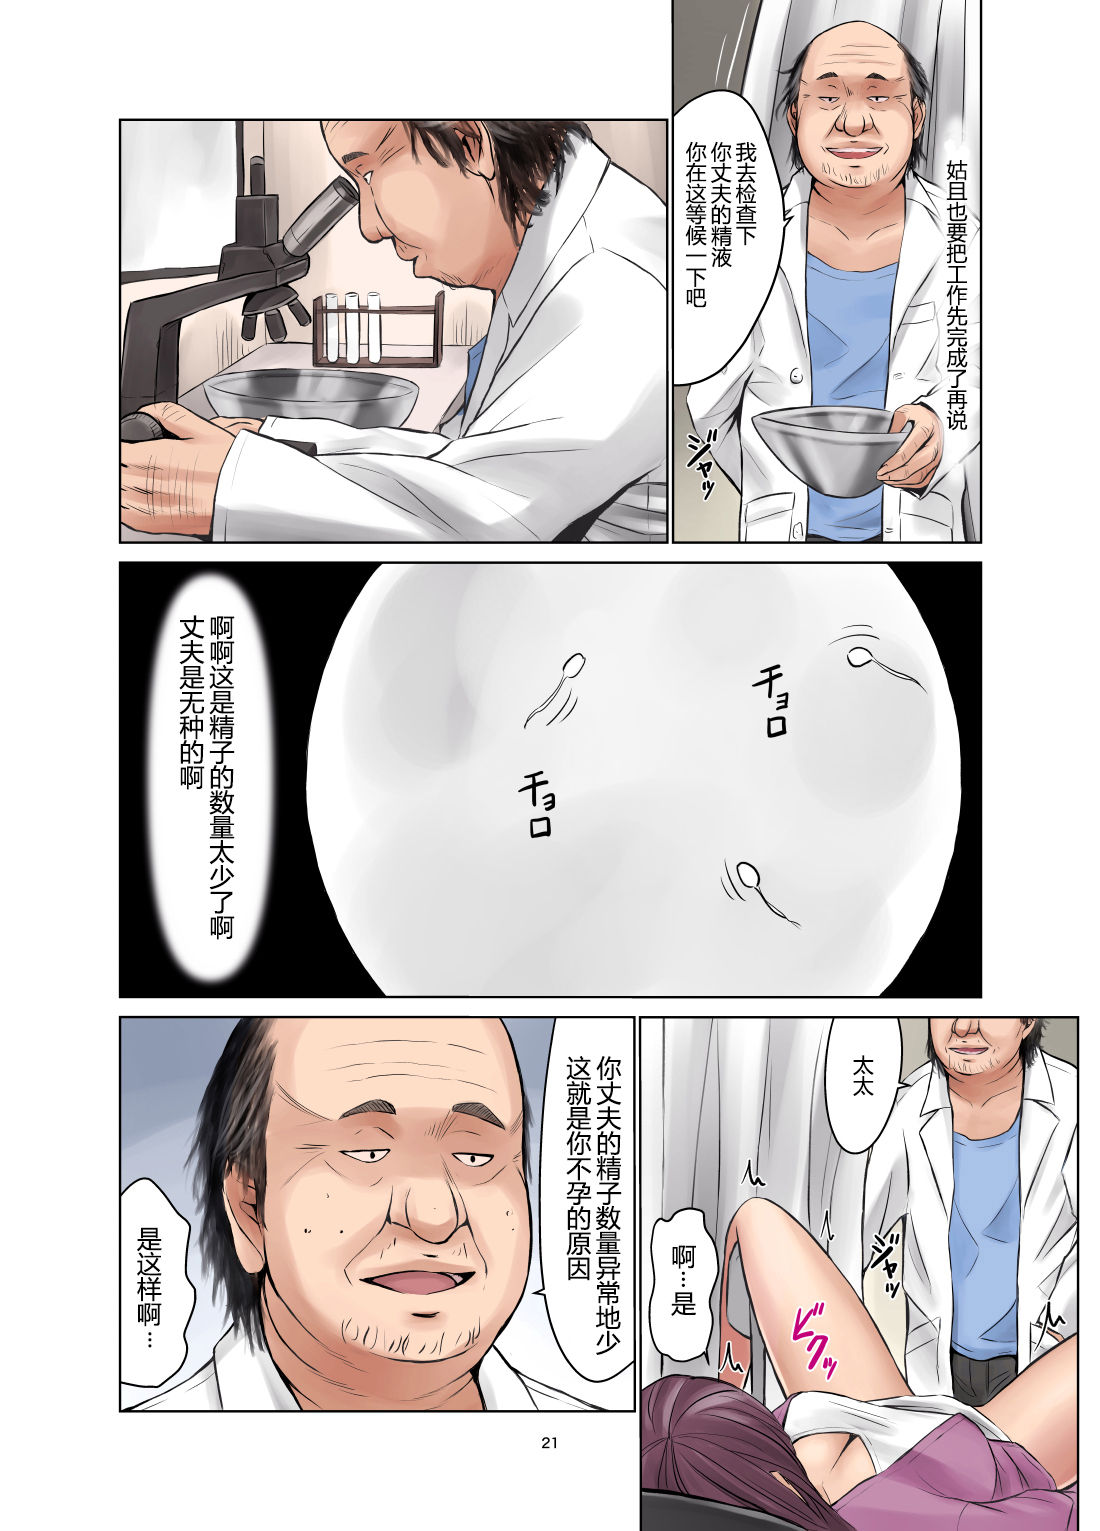 姑且也要把工作先完成了再说
我去检查下
你丈夫的精液
你在这等候一下吧
ジャッ
啊啊这是精子的数量太少了啊
丈夫是无种的啊
チョロ
チョロ
太太
ジャッ
啊…是
ビクッ
你丈夫的精子数量异常地少
这就是你不孕的原因
是这样啊…
21